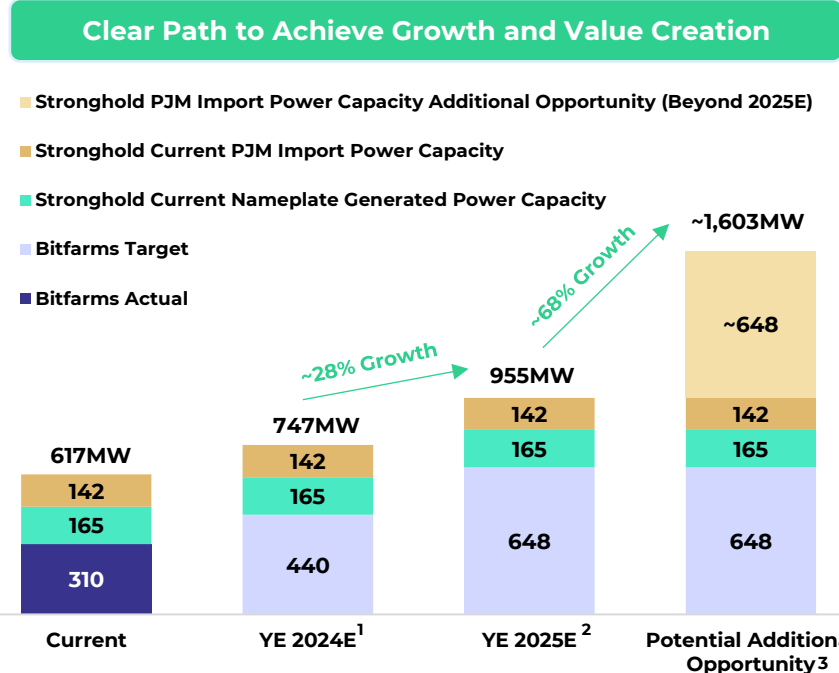 Clear Path to Achieve Growth and Value Creation
Stronghold PJM Import Power Capacity Additional Opportunity (Beyond 2025E)
Stronghold Current PJM Import Power Capacity
Stronghold Current Nameplate Generated Power Capacity
Bitfarms Target
Bitfarms Actual
617MW
142
165
310
Current
~28% Growth
747MW
142
165
440
YE 2024E1
~68% Growth
955MW
142
165
648
YE 2025E 2
~1,603MW
~648
142
165
648
Potential Addition
Opportunity3